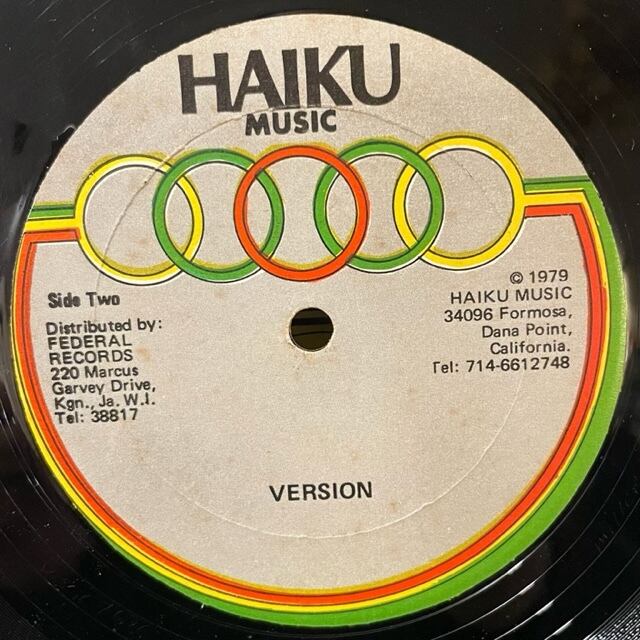 HAIKU
MUSIC
Side Two
Distributed by:
FEDERAL
RECORDS
220 Marcus
Garvey Drive,
Kgn., Ja. W.I.
Tel: 38817
© 1979
HAIKU MUSIC
34096 Formosa,
Dana Point,
California.
Tel: 714-6612748
VERSION